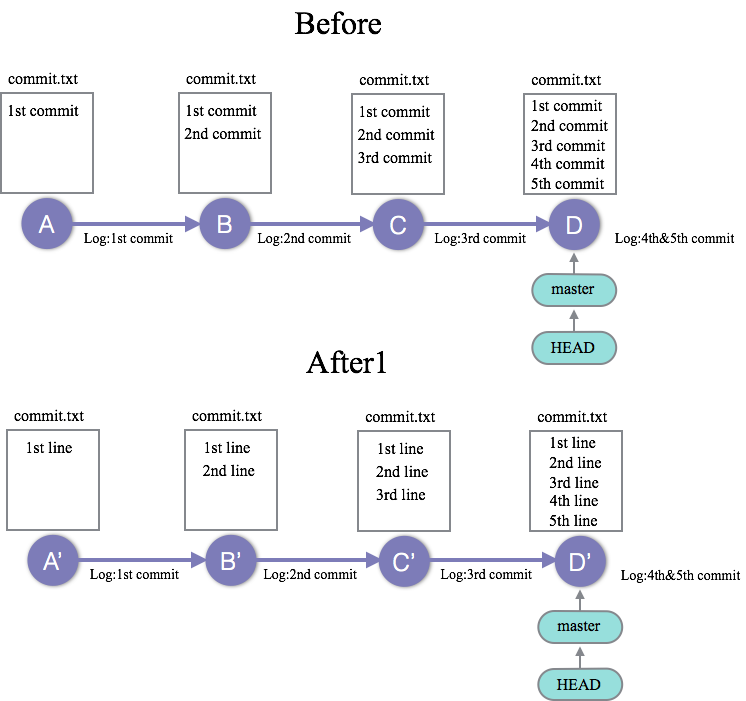 Before
commit.txt
commit.txt
commit.txt
commit.txt
1st commit
1st commit
2nd commit
1st commit
2nd commit
3rd commit
1st commit
2nd commit
3rd commit
4th commit
5th commit
A
B
C
D
Log:1st commit
Log:2nd commit
Log:3rd commit
Log:4th&5th commit
master
HEAD
After1
commit.txt
commit.txt
commit.txt
commit.txt
1st line
1st line
2nd line
1st line
2nd line
3rd line
1st line
2nd line
3rd line
4th line
5th line
A'
B'
C'
D'
Log:1st commit
Log:2nd commit
Log:3rd commit
Log:4th&5th commit
master
HEAD